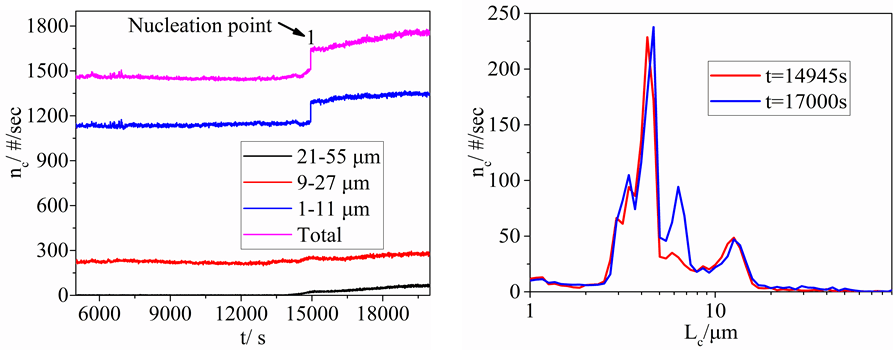 1800
1500
1200
900
600
300
0
n_c/ #/sec
Nucleation point
1
21-55 μm
9-27 μm
1-11 μm
Total
6000 9000 12000 15000 18000
t/ s
250
200
150
100
50
0
n_c/ #/sec
t=14945s
t=17000s
1 10
L_c/μm